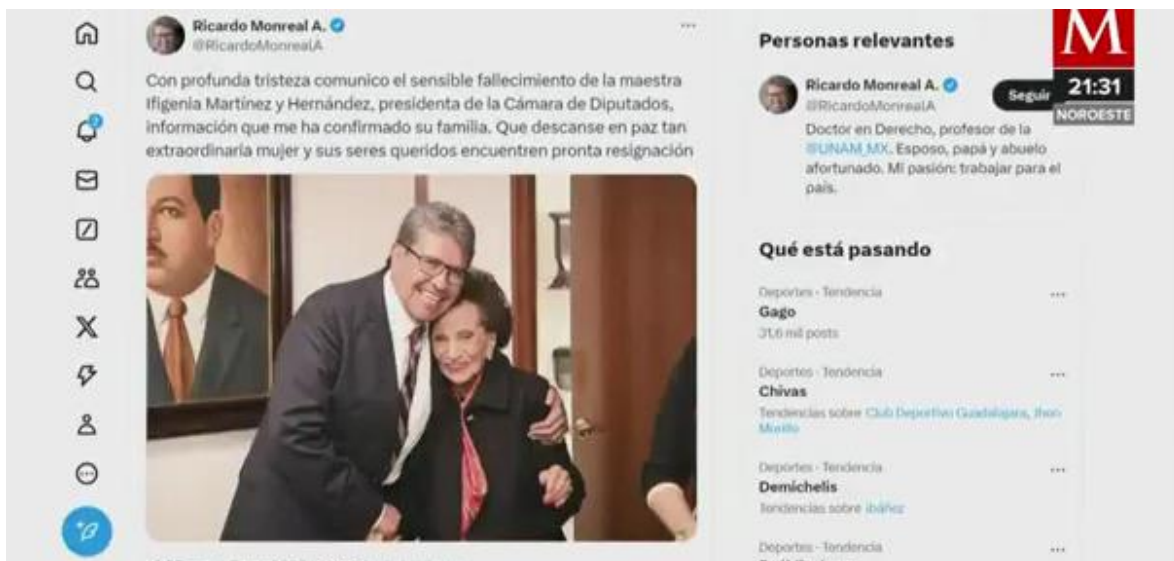 Ricardo Monreal A.
@RicardoMonrealA
Con profunda tristeza comunico el sensible fallecimiento de la maestra
Ifigenia Martínez y Hernández, presidenta de la Cámara de Diputados,
información que me ha confirmado su familia. Que descanse en paz tan
extraordinaria mujer y sus seres queridos encuentren pronta resignación
Personas relevantes
Ricardo Monreal A.
@RicardoMonrealA
Seguir
Doctor en Derecho, profesor de la
@UNAM_MX. Esposo, papá y abuelo
afortunado. Mi pasión: trabajar para el
país.
M
21:31
NOROESTE
Qué está pasando
Deportes · Tendencia
Gago
31.6 mil posts
Deportes · Tendencia
Chivas
Tendencias sobre Club Deportivo Guadalajara, Jhon
Murillo
Deportes · Tendencia
Demichelis
Tendencias sobre Ibáñez
Deportes · Tendencia